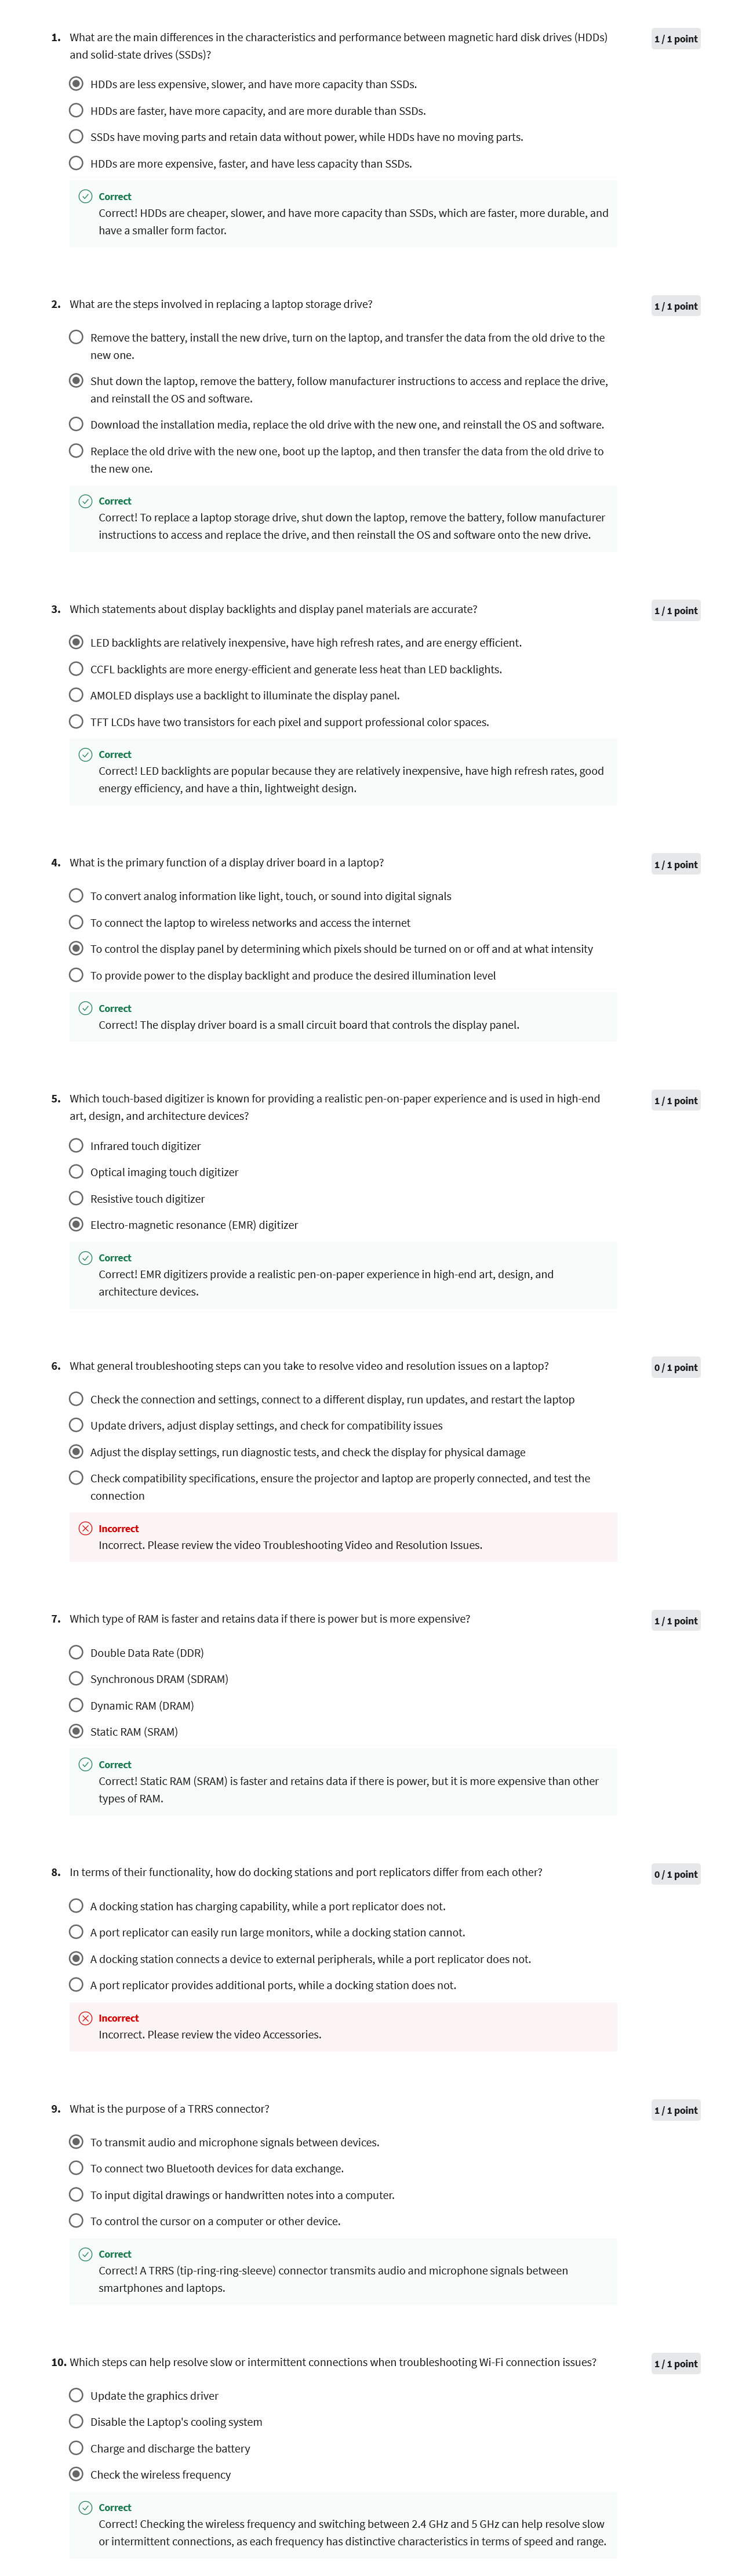 1. What are the main differences in the characteristics and performance between magnetic hard disk drives (HDDs)
and solid-state drives (SSDs)?
1 / 1 point
HDDs are less expensive, slower, and have more capacity than SSDs.
HDDs are faster, have more capacity, and are more durable than SSDs.
SSDs have moving parts and retain data without power, while HDDs have no moving parts.
HDDs are more expensive, faster, and have less capacity than SSDs.
Correct
Correct! HDDs are cheaper, slower, and have more capacity than SSDs, which are faster, more durable, and
have a smaller form factor.
2. What are the steps involved in replacing a laptop storage drive?
1 / 1 point
Remove the battery, install the new drive, turn on the laptop, and transfer the data from the old drive to the
new one.
Shut down the laptop, remove the battery, follow manufacturer instructions to access and replace the drive,
and reinstall the OS and software.
Download the installation media, replace the old drive with the new one, and reinstall the OS and software.
Replace the old drive with the new one, boot up the laptop, and then transfer the data from the old drive to
the new one.
Correct
Correct! To replace a laptop storage drive, shut down the laptop, remove the battery, follow manufacturer
instructions to access and replace the drive, and then reinstall the OS and software onto the new drive.
3. Which statements about display backlights and display panel materials are accurate?
1 / 1 point
LED backlights are relatively inexpensive, have high refresh rates, and are energy efficient.
CCFL backlights are more energy-efficient and generate less heat than LED backlights.
AMOLED displays use a backlight to illuminate the display panel.
TFT LCDs have two transistors for each pixel and support professional color spaces.
Correct
Correct! LED backlights are popular because they are relatively inexpensive, have high refresh rates, good
energy efficiency, and have a thin, lightweight design.
4. What is the primary function of a display driver board in a laptop?
1 / 1 point
To convert analog information like light, touch, or sound into digital signals
To connect the laptop to wireless networks and access the internet
To control the display panel by determining which pixels should be turned on or off and at what intensity
To provide power to the display backlight and produce the desired illumination level
Correct
Correct! The display driver board is a small circuit board that controls the display panel.
5. Which touch-based digitizer is known for providing a realistic pen-on-paper experience and is used in high-end
art, design, and architecture devices?
1 / 1 point
Infrared touch digitizer
Optical imaging touch digitizer
Resistive touch digitizer
Electro-magnetic resonance (EMR) digitizer
Correct
Correct! EMR digitizers provide a realistic pen-on-paper experience in high-end art, design, and
architecture devices.
6. What general troubleshooting steps can you take to resolve video and resolution issues on a laptop?
0 / 1 point
Check the connection and settings, connect to a different display, run updates, and restart the laptop
Update drivers, adjust display settings, and check for compatibility issues
Adjust the display settings, run diagnostic tests, and check the display for physical damage
Check compatibility specifications, ensure the projector and laptop are properly connected, and test the
connection
Incorrect
Incorrect. Please review the video Troubleshooting Video and Resolution Issues.
7. Which type of RAM is faster and retains data if there is power but is more expensive?
1 / 1 point
Double Data Rate (DDR)
Synchronous DRAM (SDRAM)
Dynamic RAM (DRAM)
Static RAM (SRAM)
Correct
Correct! Static RAM (SRAM) is faster and retains data if there is power, but it is more expensive than other
types of RAM.
8. In terms of their functionality, how do docking stations and port replicators differ from each other?
0 / 1 point
A docking station has charging capability, while a port replicator does not.
A port replicator can easily run large monitors, while a docking station cannot.
A docking station connects a device to external peripherals, while a port replicator does not.
A port replicator provides additional ports, while a docking station does not.
Incorrect
Incorrect. Please review the video Accessories.
9. What is the purpose of a TRRS connector?
1 / 1 point
To transmit audio and microphone signals between devices.
To connect two Bluetooth devices for data exchange.
To input digital drawings or handwritten notes into a computer.
To control the cursor on a computer or other device.
Correct
Correct! A TRRS (tip-ring-ring-sleeve) connector transmits audio and microphone signals between
smartphones and laptops.
10. Which steps can help resolve slow or intermittent connections when troubleshooting Wi-Fi connection issues?
1 / 1 point
Update the graphics driver
Disable the Laptop's cooling system
Charge and discharge the battery
Check the wireless frequency
Correct
Correct! Checking the wireless frequency and switching between 2.4 GHz and 5 GHz can help resolve slow
or intermittent connections, as each frequency has distinctive characteristics in terms of speed and range.